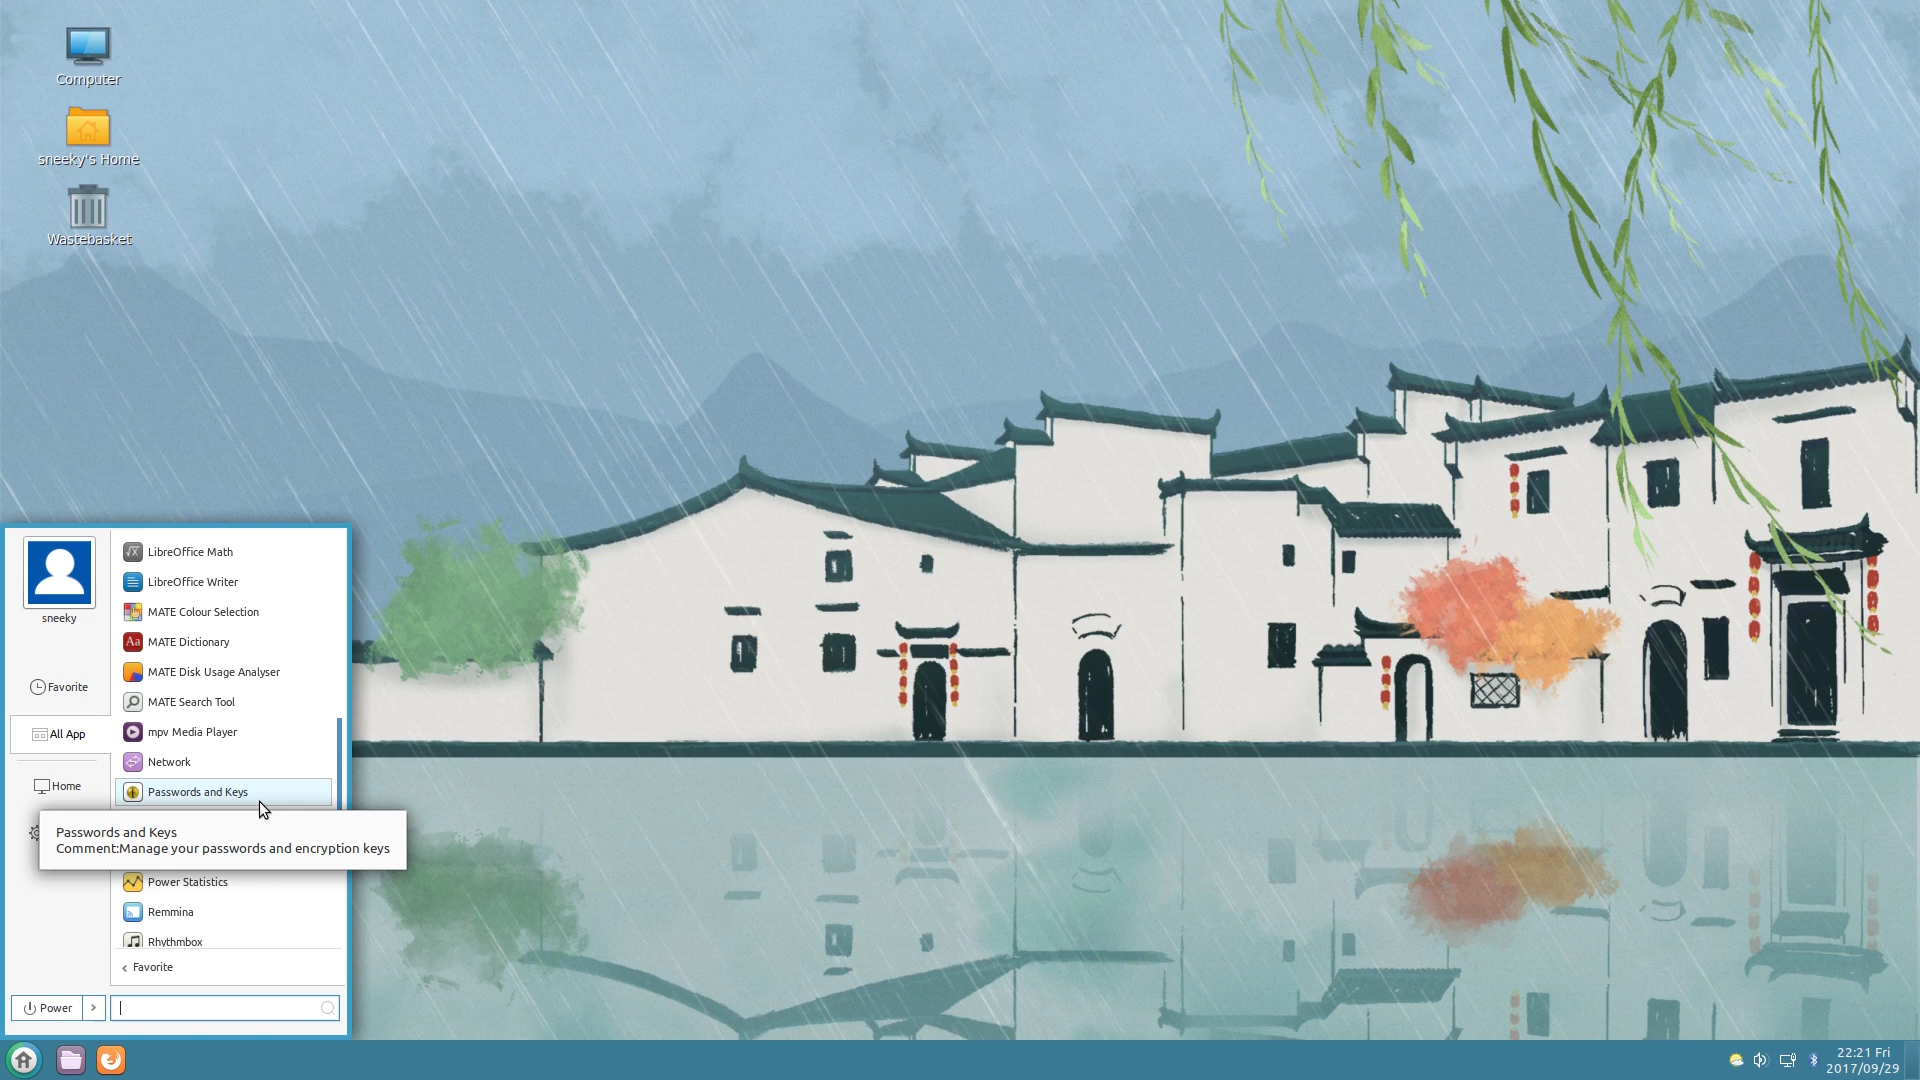 Computer
sneeky's Home
Wastebasket
sneeky
Favorite
All App
Home
LibreOffice Math
LibreOffice Writer
MATE Colour Selection
Aa
MATE Dictionary
MATE Disk Usage Analyser
MATE Search Tool
mpv Media Player
Network
Passwords and Keys
Passwords and Keys
Comment:Manage your passwords and encryption keys
Power Statistics
Remmina
Rhythmbox
Favorite
Power
22:21 Fri
2017/09/29